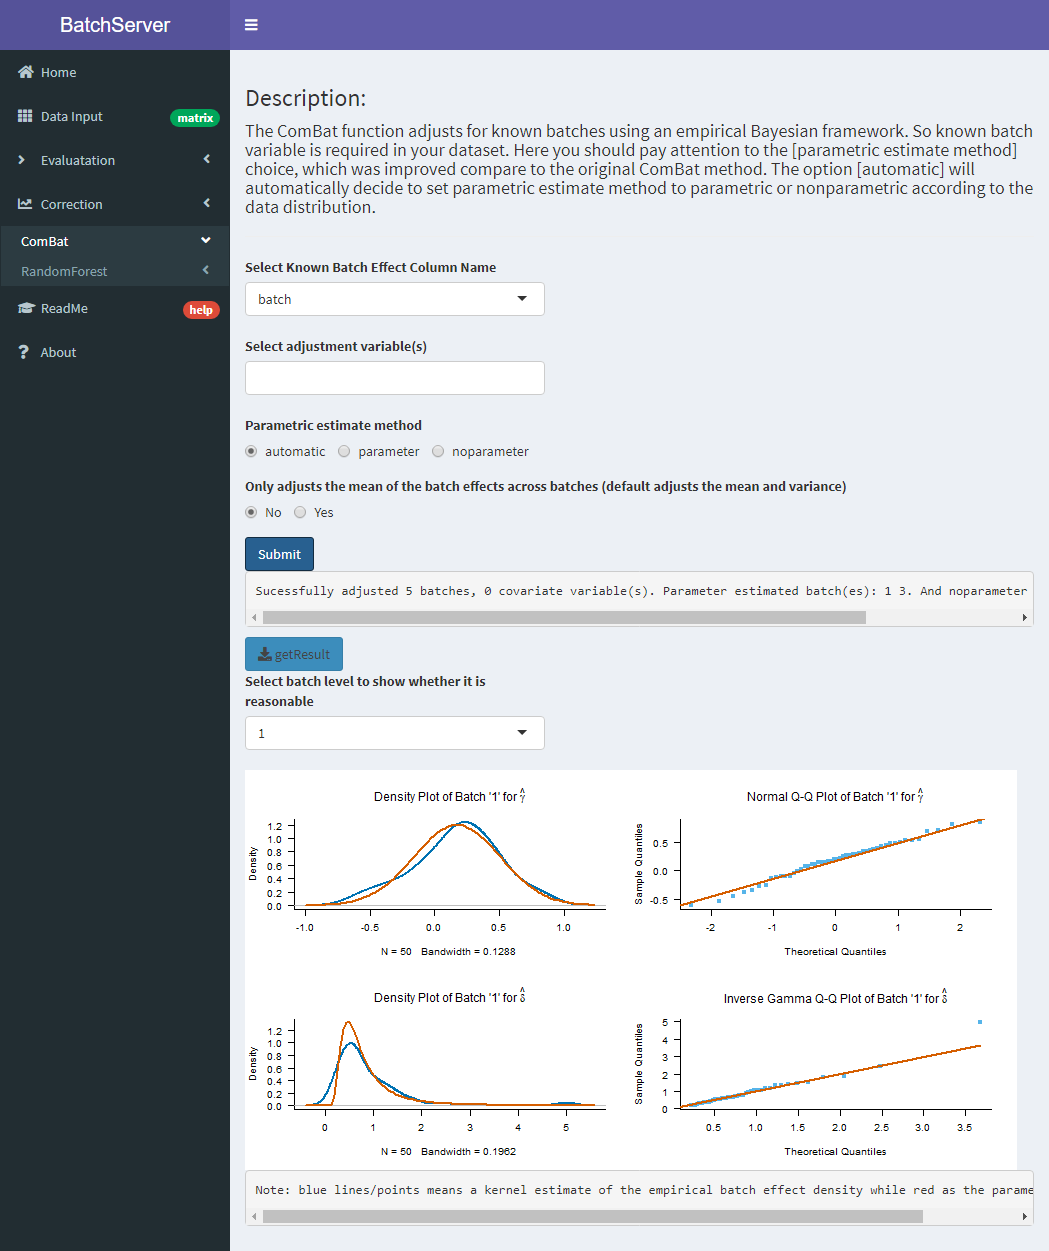 BatchServer
Home
Data Input
matrix
Evaluatation
Correction
ComBat
RandomForest
ReadMe
help
About
Description:
The ComBat function adjusts for known batches using an empirical Bayesian framework. So known batch
variable is required in your dataset. Here you should pay attention to the [parametric estimate method]
choice, which was improved compare to the original ComBat method. The option [automatic] will
automatically decide to set parametric estimate method to parametric or nonparametric according to the
data distribution.
Select Known Batch Effect Column Name
batch
Select adjustment variable(s)
Parametric estimate method
automatic parameter noparameter
Only adjusts the mean of the batch effects across batches (default adjusts the mean and variance)
No Yes
Submit
Sucessfully adjusted 5 batches, 0 covariate variable(s). Parameter estimated batch(es): 1 3. And noparameter
getResult
Select batch level to show whether it is
reasonable
1
Density Plot of Batch '1' for γ̂
Density
1.2
1.0
0.8
0.6
0.4
0.2
0.0
-1.0 -0.5 0.0 0.5 1.0
N = 50 Bandwidth = 0.1288
Normal Q-Q Plot of Batch '1' for γ̂
Sample Quantiles
0.5
0.0
-0.5
-2 -1 0 1 2
Theoretical Quantiles
Density Plot of Batch '1' for δ̂
Density
1.2
1.0
0.8
0.6
0.4
0.2
0.0
0 1 2 3 4 5
N = 50 Bandwidth = 0.1962
Inverse Gamma Q-Q Plot of Batch '1' for δ̂
Sample Quantiles
5
4
3
2
1
0
0.5 1.0 1.5 2.0 2.5 3.0 3.5
Theoretical Quantiles
Note: blue lines/points means a kernel estimate of the empirical batch effect density while red as the parame